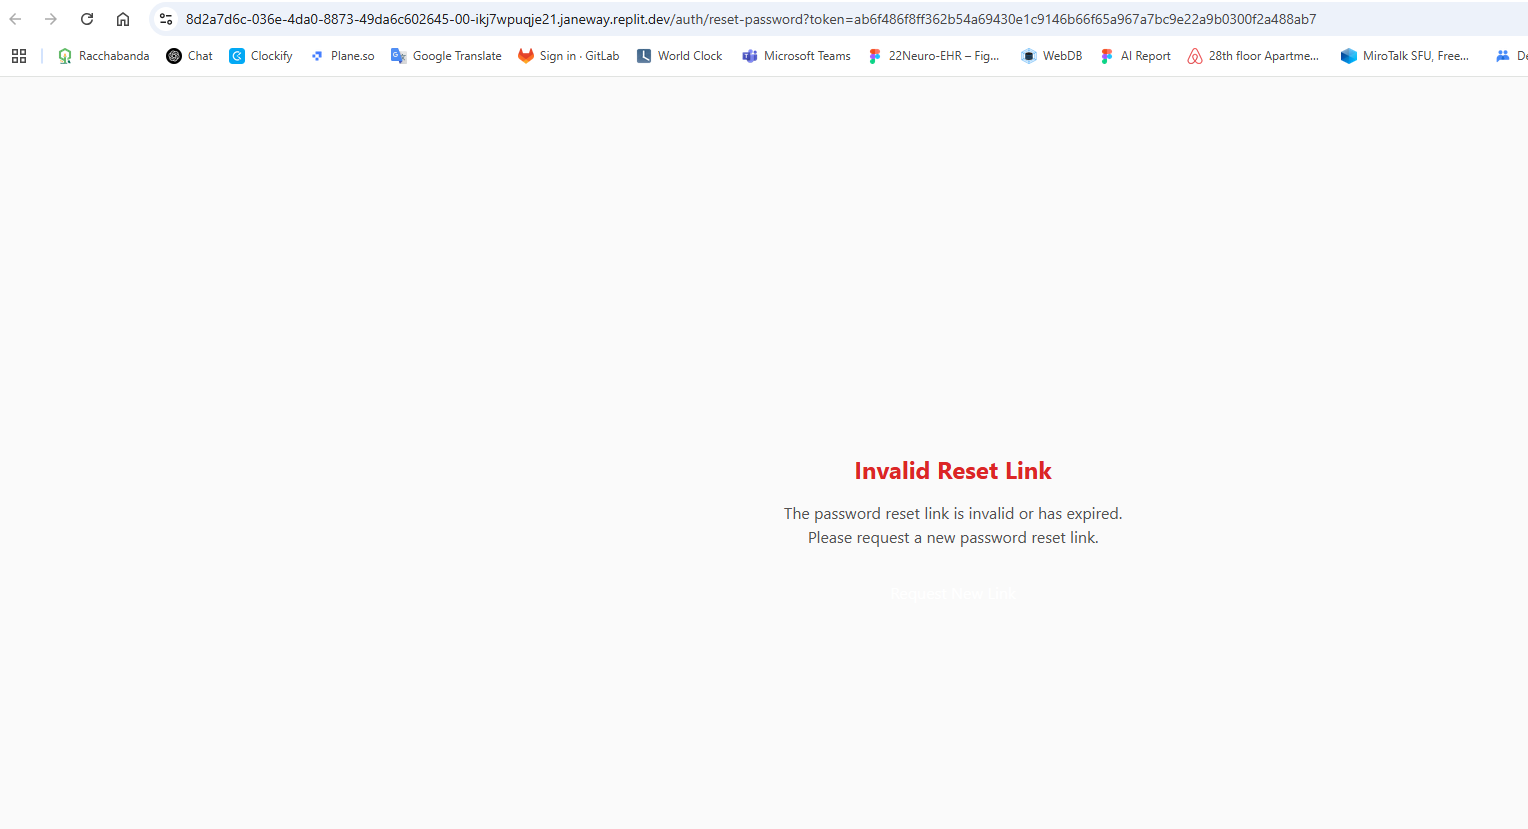 8d2a7d6c-036e-4da0-8873-49da6c602645-00-ikj7wpuqje21.janeway.replit.dev/auth/reset-password?token=ab6f486f8ff362b54a69430e1c9146b66f65a967a7bc9e22a9b0300f2a488ab7
Racchabanda Chat Clockify Plane.so Google Translate Sign in · GitLab World Clock Microsoft Teams 22Neuro-EHR – Fig... WebDB AI Report 28th floor Apartme... MiroTalk SFU, Free... De
Invalid Reset Link
The password reset link is invalid or has expired.
Please request a new password reset link.
Request New Link